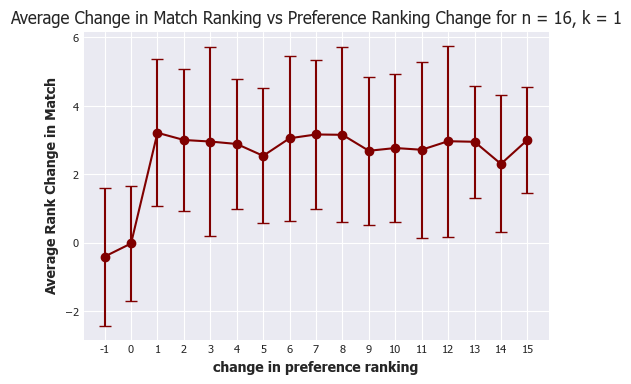 Average Change in Match Ranking vs Preference Ranking Change for n = 16, k = 1
6
4
2
0
−2
Average Rank Change in Match
-1 0 1 2 3 4 5 6 7 8 9 10 11 12 13 14 15
change in preference ranking